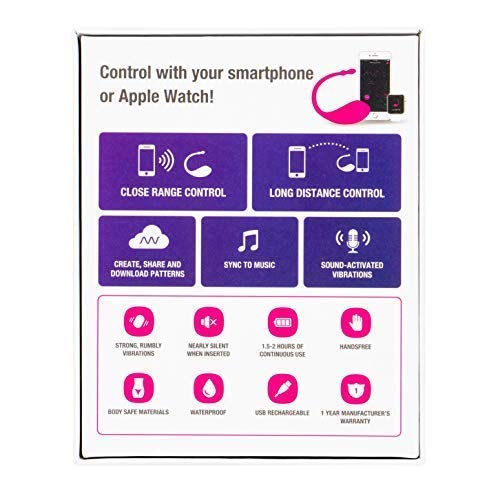 Control with your smartphone
or Apple Watch!
CLOSE RANGE CONTROL
LONG DISTANCE CONTROL
CREATE, SHARE AND
DOWNLOAD PATTERNS
SYNC TO MUSIC
SOUND-ACTIVATED
VIBRATIONS
STRONG, RUMBLY
VIBRATIONS
NEARLY SILENT
WHEN INSERTED
1.5-2 HOURS OF
CONTINUOUS USE
HANDSFREE
BODY SAFE MATERIALS
WATERPROOF
USB RECHARGEABLE
1
1 YEAR MANUFACTURER'S
WARRANTY